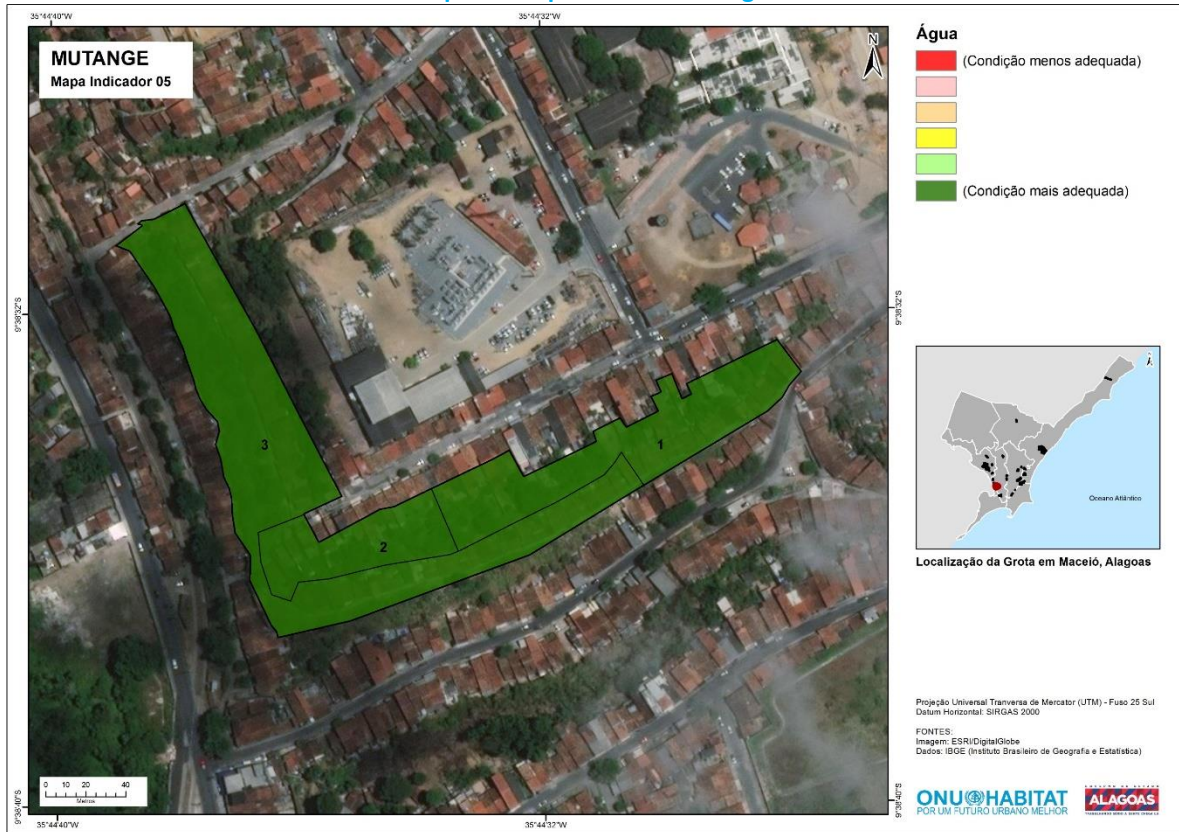 35°44'40"W
35°44'32"W
MUTANGE
Mapa Indicador 05
N
Água
(Condição menos adequada)
(Condição mais adequada)
9°38'32"S
9°38'32"S
3
1
2
Oceano Atlântico
Localização da Grota em Maceió, Alagoas
Projeção Universal Tranversa de Mercator (UTM) - Fuso 25 Sul
Datum Horizontal: SIRGAS 2000
FONTES:
Imagem: ESRI/DigitalGlobe
Dados: IBGE (Instituto Brasileiro de Geografia e Estatística)
0 10 20 40
Metros
9°38'40"S
9°38'40"S
35°44'40"W
35°44'32"W
ONU HABITAT
POR UM FUTURO URBANO MELHOR
ALAGOAS